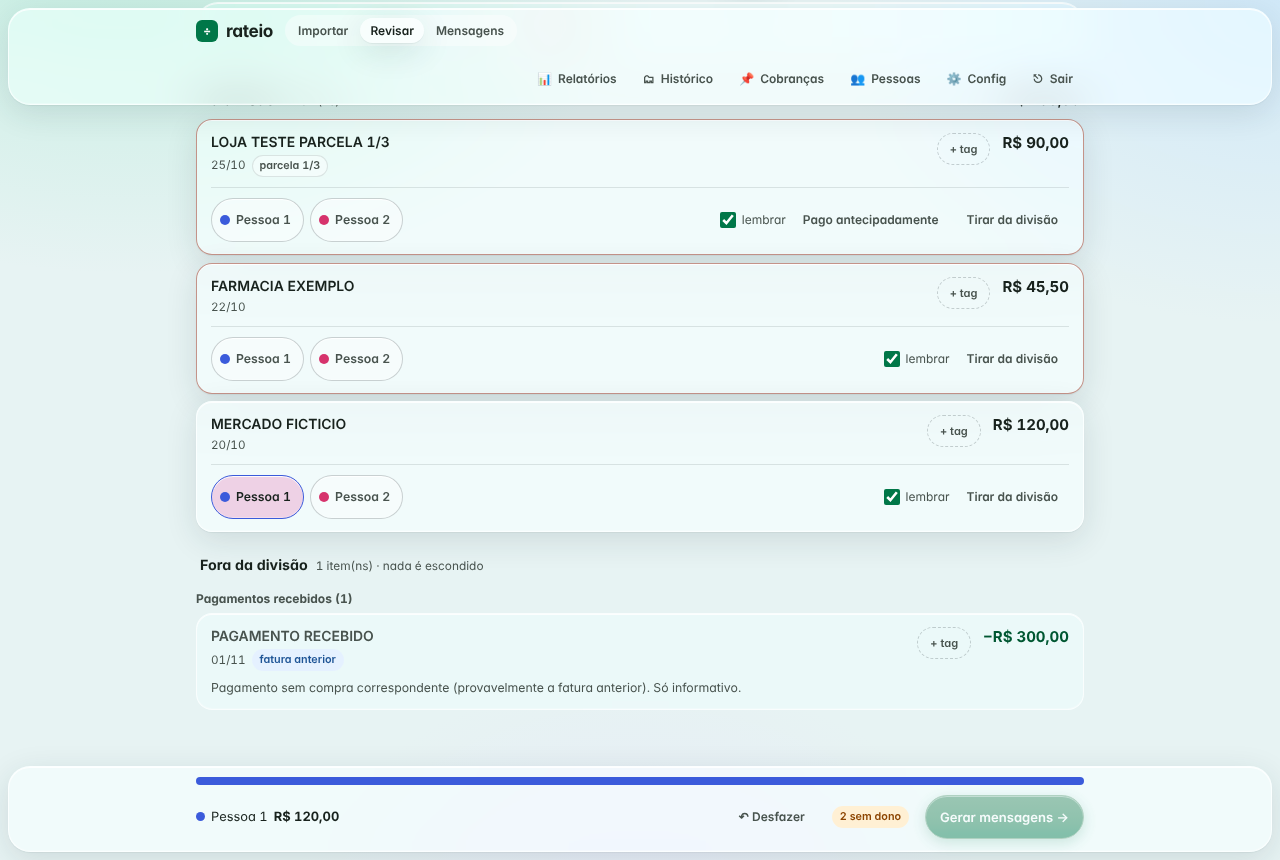 ÷ rateio Importar Revisar Mensagens
📊 Relatórios 🗂 Histórico 📌 Cobranças 👥 Pessoas ⚙️ Config ⎋ Sair
LOJA TESTE PARCELA 1/3 + tag R$ 90,00
25/10 parcela 1/3
Pessoa 1 Pessoa 2 lembrar Pago antecipadamente Tirar da divisão
FARMACIA EXEMPLO + tag R$ 45,50
22/10
Pessoa 1 Pessoa 2 lembrar Tirar da divisão
MERCADO FICTICIO + tag R$ 120,00
20/10
Pessoa 1 Pessoa 2 lembrar Tirar da divisão
Fora da divisão 1 item(ns) · nada é escondido
Pagamentos recebidos (1)
PAGAMENTO RECEBIDO + tag −R$ 300,00
01/11 fatura anterior
Pagamento sem compra correspondente (provavelmente a fatura anterior). Só informativo.
Pessoa 1 R$ 120,00 ↶ Desfazer 2 sem dono Gerar mensagens →